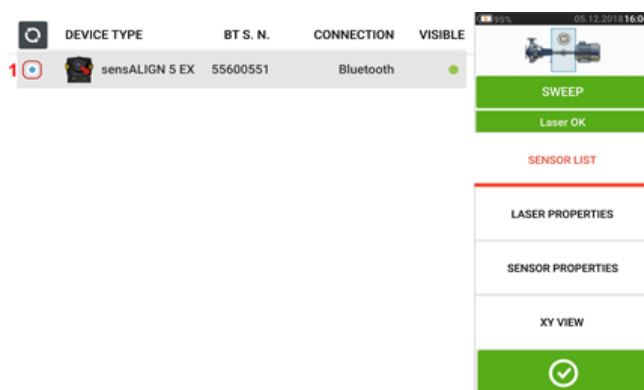 95% 05.12.2018 16:0
DEVICE TYPE BT S. N. CONNECTION VISIBLE
1 sensALIGN 5 EX 55600551 Bluetooth
SWEEP
Laser OK
SENSOR LIST
LASER PROPERTIES
SENSOR PROPERTIES
XY VIEW